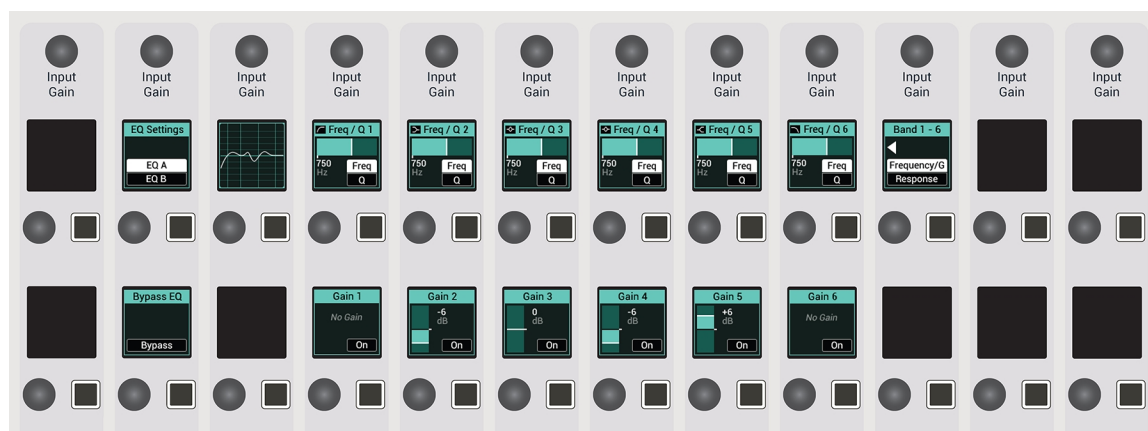 Input
Gain
Input
Gain
Input
Gain
Input
Gain
Input
Gain
Input
Gain
Input
Gain
Input
Gain
Input
Gain
Input
Gain
Input
Gain
Input
Gain
EQ Settings
EQ A
EQ B
Freq / Q 1
750
Hz
Freq
Q
Freq / Q 2
750
Hz
Freq
Q
Freq / Q 3
750
Hz
Freq
Q
Freq / Q 4
750
Hz
Freq
Q
Freq / Q 5
750
Hz
Freq
Q
Freq / Q 6
750
Hz
Freq
Q
Band 1 - 6
Frequency/G
Response
Bypass EQ
Bypass
Gain 1
No Gain
On
Gain 2
-6
dB
On
Gain 3
0
dB
On
Gain 4
-6
dB
On
Gain 5
+6
dB
On
Gain 6
No Gain
On